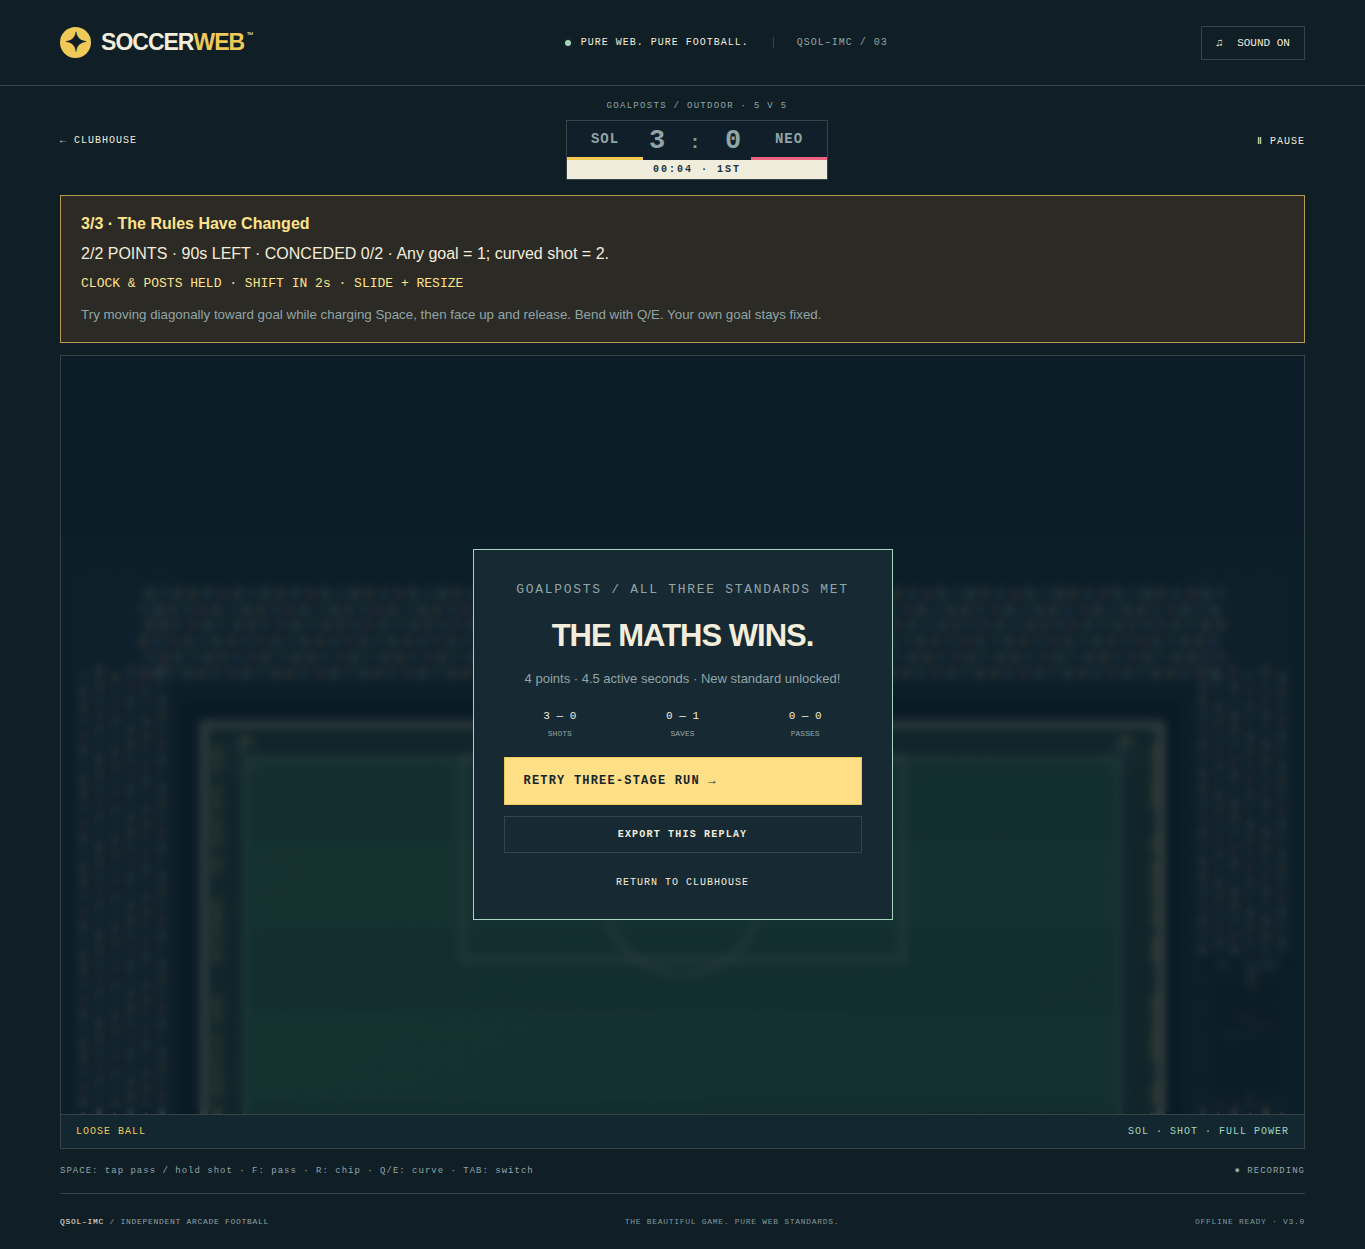 SOCCERWEB™
PURE WEB. PURE FOOTBALL.
QSOL-IMC / 03
♫ SOUND ON
GOALPOSTS / OUTDOOR · 5 V 5
← CLUBHOUSE
SOL 3 : 0 NEO
00:04 · 1ST
Ⅱ PAUSE
3/3 · The Rules Have Changed
2/2 POINTS · 90s LEFT · CONCEDED 0/2 · Any goal = 1; curved shot = 2.
CLOCK & POSTS HELD · SHIFT IN 2s · SLIDE + RESIZE
Try moving diagonally toward goal while charging Space, then face up and release. Bend with Q/E. Your own goal stays fixed.
GOALPOSTS / ALL THREE STANDARDS MET
THE MATHS WINS.
4 points · 4.5 active seconds · New standard unlocked!
3 — 0 0 — 1 0 — 0
SHOTS SAVES PASSES
RETRY THREE-STAGE RUN →
EXPORT THIS REPLAY
RETURN TO CLUBHOUSE
LOOSE BALL
SOL · SHOT · FULL POWER
SPACE: tap pass / hold shot · F: pass · R: chip · Q/E: curve · TAB: switch
● RECORDING
QSOL-IMC / INDEPENDENT ARCADE FOOTBALL
THE BEAUTIFUL GAME. PURE WEB STANDARDS.
OFFLINE READY · V3.0